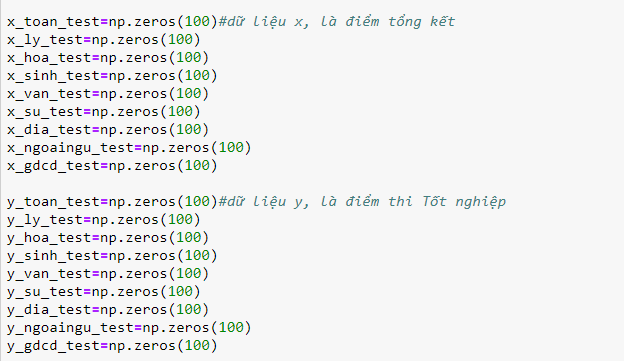 x_toan_test=np.zeros(100)#dữ liệu x, là điểm tổng kết
x_ly_test=np.zeros(100)
x_hoa_test=np.zeros(100)
x_sinh_test=np.zeros(100)
x_van_test=np.zeros(100)
x_su_test=np.zeros(100)
x_dia_test=np.zeros(100)
x_ngoaingu_test=np.zeros(100)
x_gdcd_test=np.zeros(100)

y_toan_test=np.zeros(100)#dữ liệu y, là điểm thi Tốt nghiệp
y_ly_test=np.zeros(100)
y_hoa_test=np.zeros(100)
y_sinh_test=np.zeros(100)
y_van_test=np.zeros(100)
y_su_test=np.zeros(100)
y_dia_test=np.zeros(100)
y_ngoaingu_test=np.zeros(100)
y_gdcd_test=np.zeros(100)